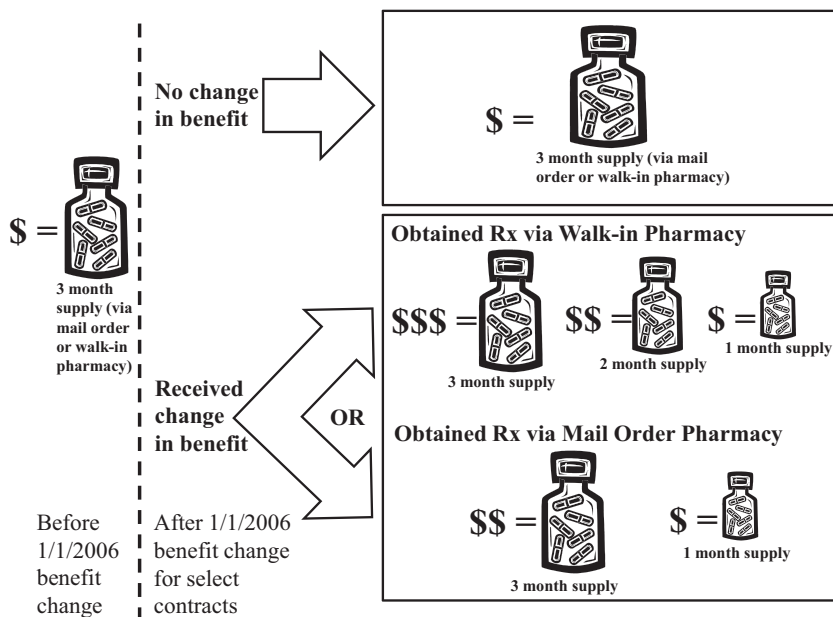 $ =
3 month
supply (via
mail order
or walk-in
pharmacy)
Before
1/1/2006
benefit
change
No change
in benefit
$ =
3 month supply (via mail
order or walk-in pharmacy)
Received
change
in benefit
OR
After 1/1/2006
benefit change
for select
contracts
Obtained Rx via Walk-in Pharmacy
$$$ =
3 month supply
$$ =
2 month supply
$ =
1 month supply
Obtained Rx via Mail Order Pharmacy
$$ =
3 month supply
$ =
1 month supply